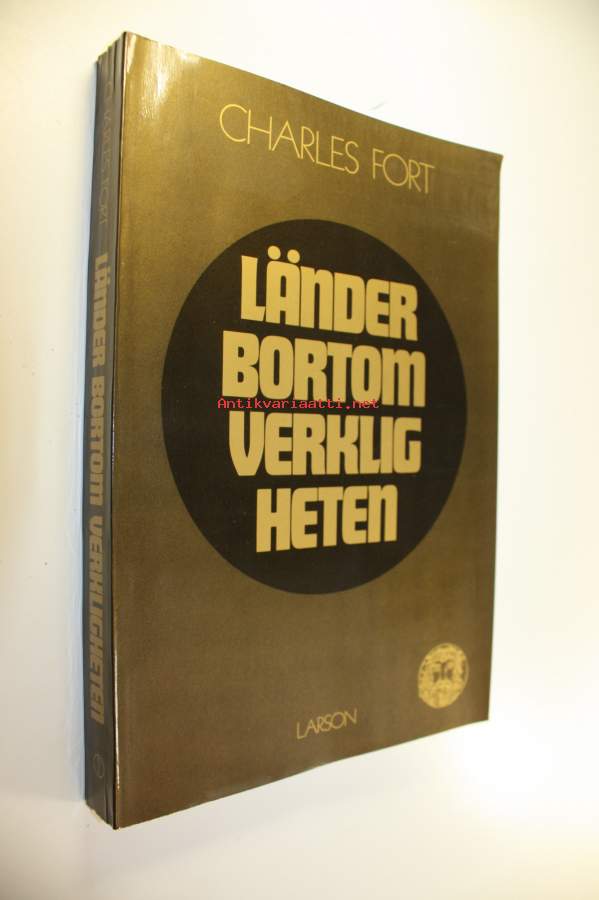 CHARLES FORT
LÄNDER
BORTOM
VERKLIG
HETEN
LARSON
CHARLES FORT
LÄNDER BORTOM VERKLIGHETEN
Antikvariaatti.net